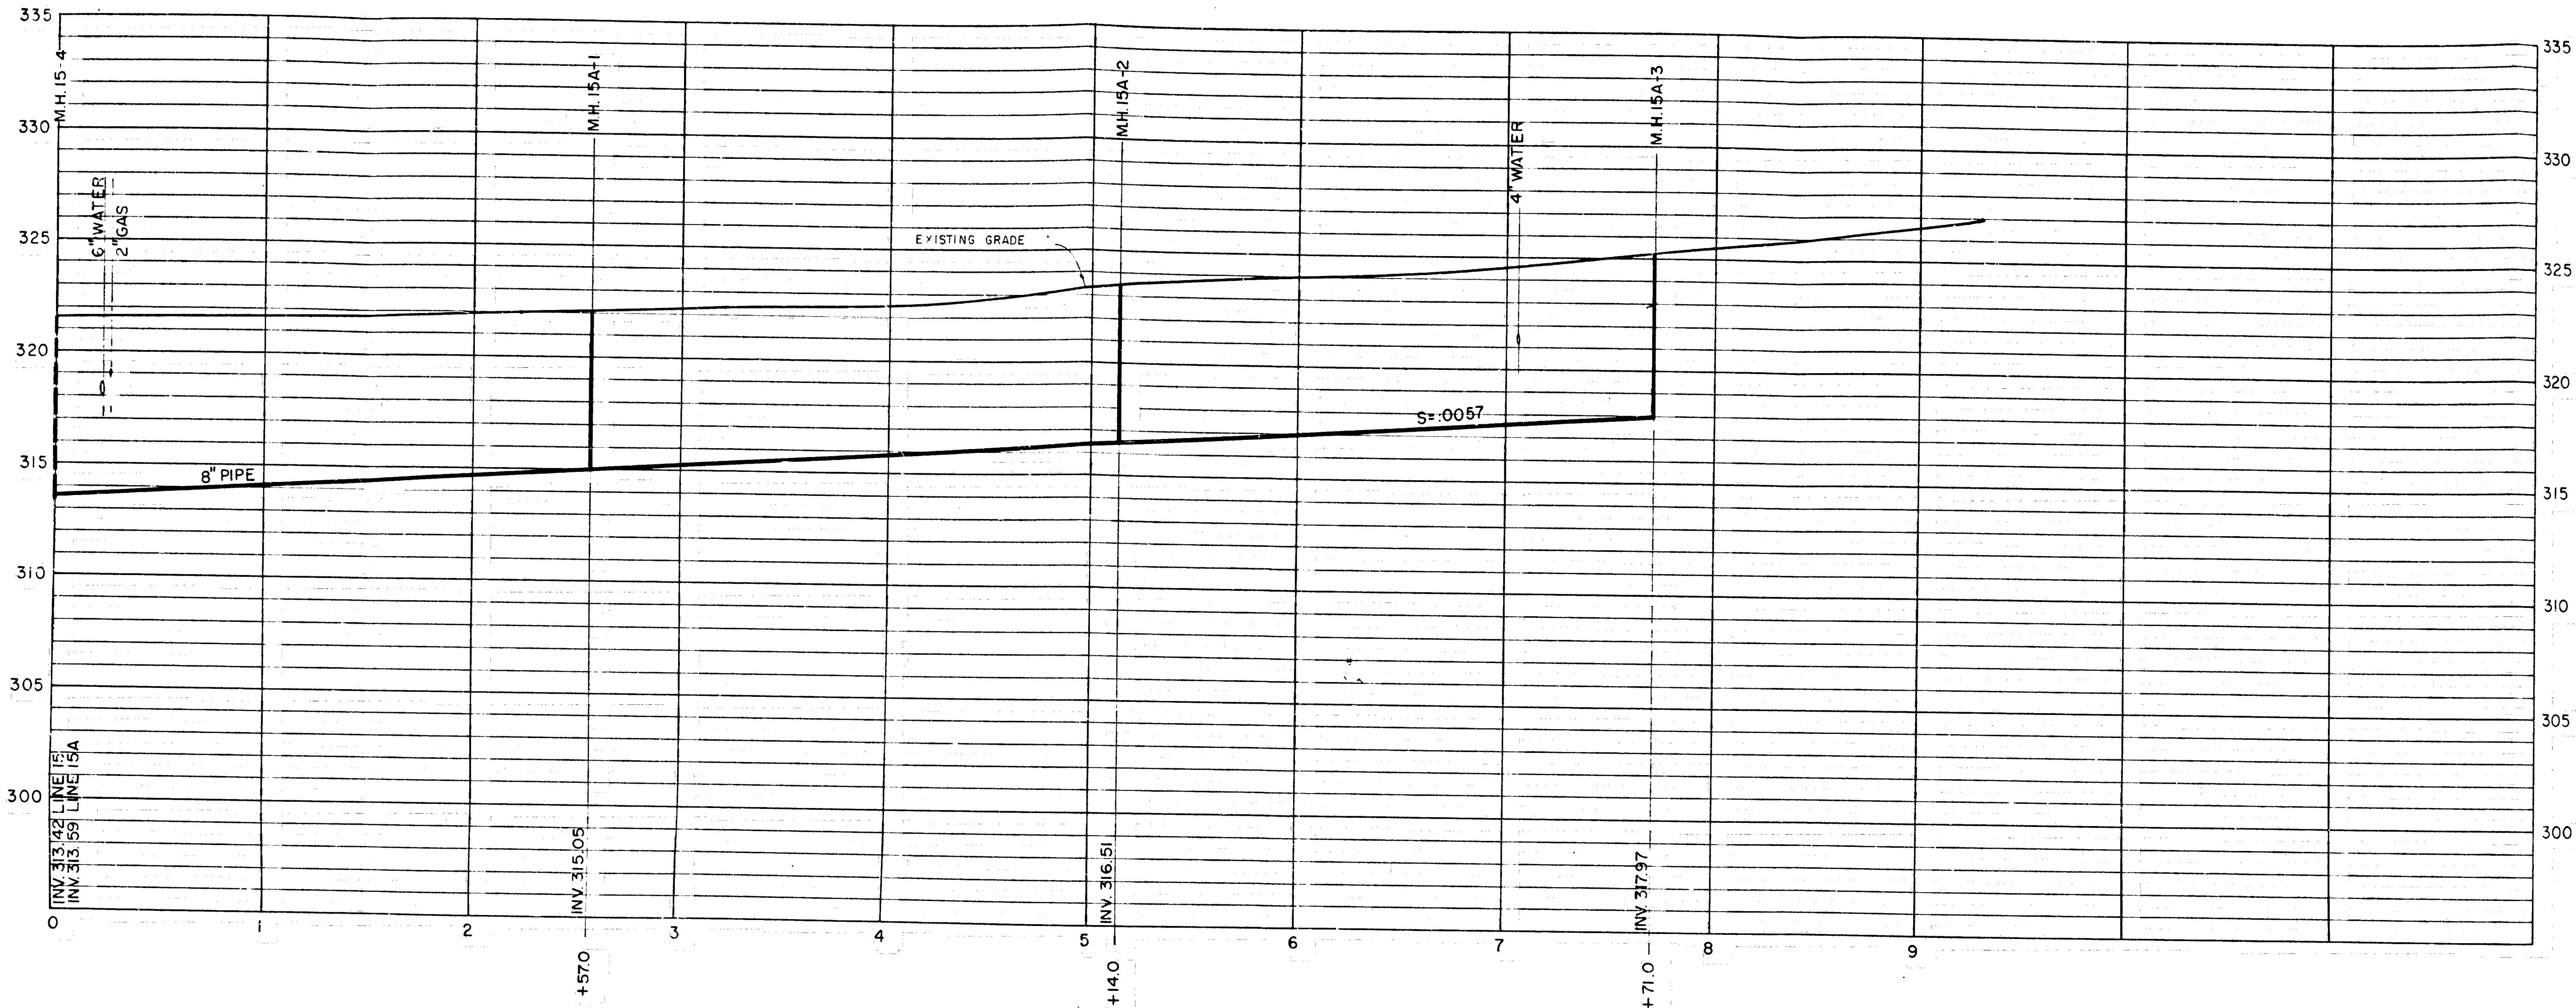 335
330
325
320
315
310
305
300
335
330
325
320
315
310
305
300
M.H. 15-4
M.H. 15A-1
M.H. 15A-2
M.H. 15A-3
6" WATER
2" GAS
4" WATER
EXISTING GRADE
8" PIPE
S=.0057
INV. 313.42 LINE 15
INV. 313.59 LINE 15A
INV. 315.05
INV. 316.51
INV. 317.97
0
1
2
3
4
5
6
7
8
9
+57.0
+14.0
+71.0